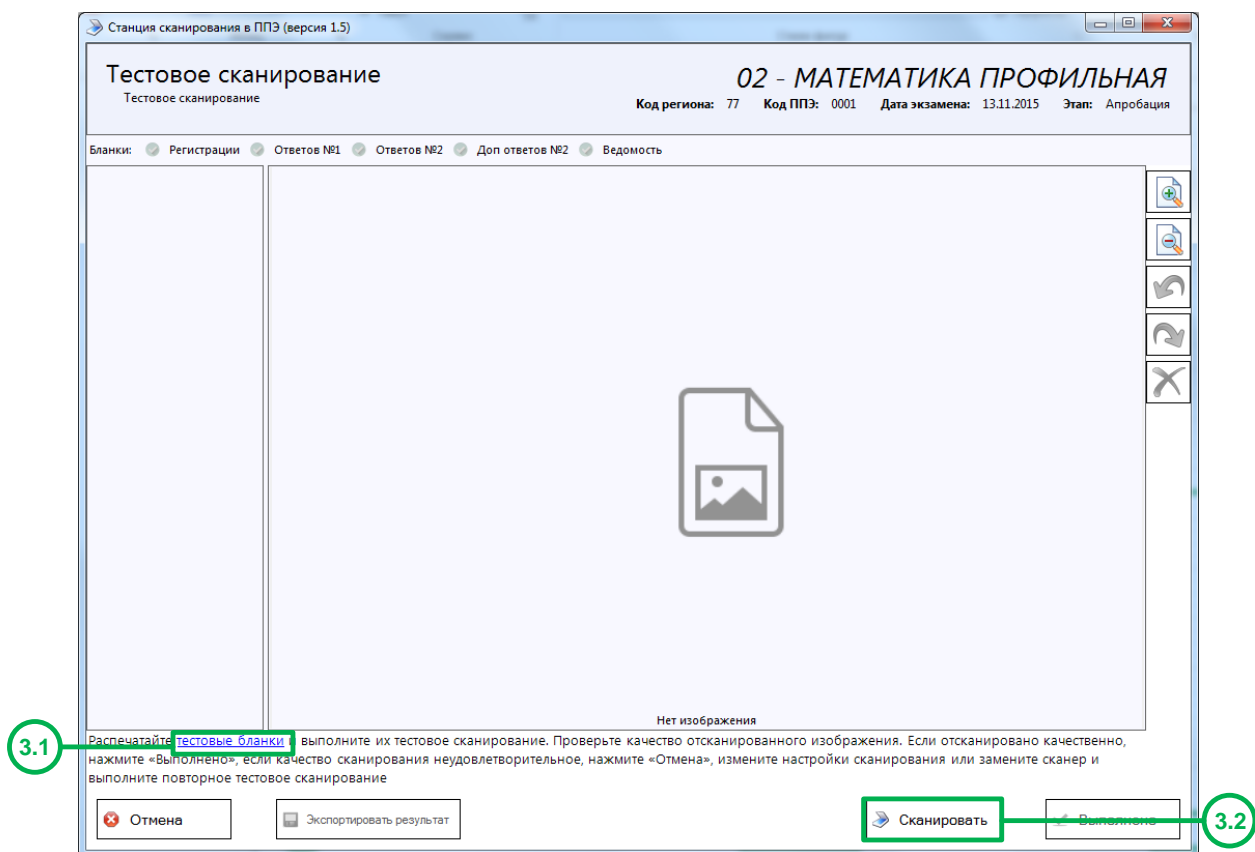 Станция сканирования в ППЭ (версия 1.5)
Тестовое сканирование
02 - МАТЕМАТИКА ПРОФИЛЬНАЯ
Тестовое сканирование
Код региона: 77 Код ППЭ: 0001 Дата экзамена: 13.11.2015 Этап: Апробация
Бланки: Регистрации Ответов №1 Ответов №2 Доп ответов №2 Ведомость
Нет изображения
3.1
Распечатайте тестовые бланки и выполните их тестовое сканирование. Проверьте качество отсканированного изображения. Если отсканировано качественно,
нажмите «Выполнено», если качество сканирования неудовлетворительное, нажмите «Отмена», измените настройки сканирования или замените сканер и
выполните повторное тестовое сканирование
Отмена
Экспортировать результат
Сканировать
Выполнено
3.2